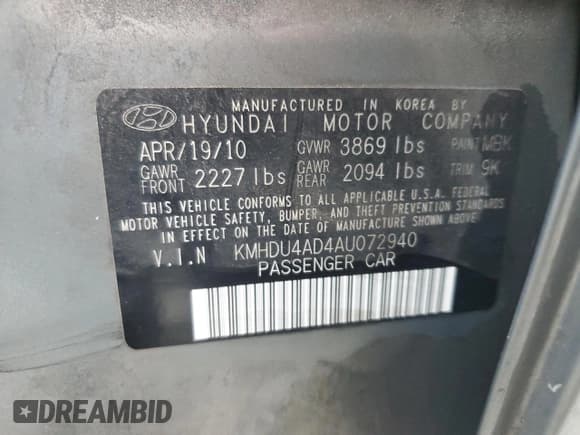 MANUFACTURED IN KOREA BY
HYUNDAI MOTOR COMPANY
APR/19/10 GVWR 3869 lbs PAINT MBK
GAWR FRONT 2227 lbs GAWR REAR 2094 lbs TRIM 9K
THIS VEHICLE CONFORMS TO ALL APPLICABLE U.S.A. FEDERAL
MOTOR VEHICLE SAFETY, BUMPER, AND THEFT PREVENTION STANDARDS
IN EFFECT ON THE DATE OF MANUFACTURE SHOWN ABOVE.
V.I.N KMHDU4AD4AU072940
PASSENGER CAR
DREAMBID